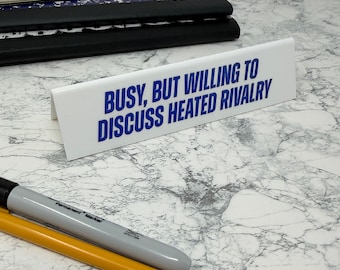 BUSY, BUT WILLING TO
DISCUSS HEATED RIVALRY